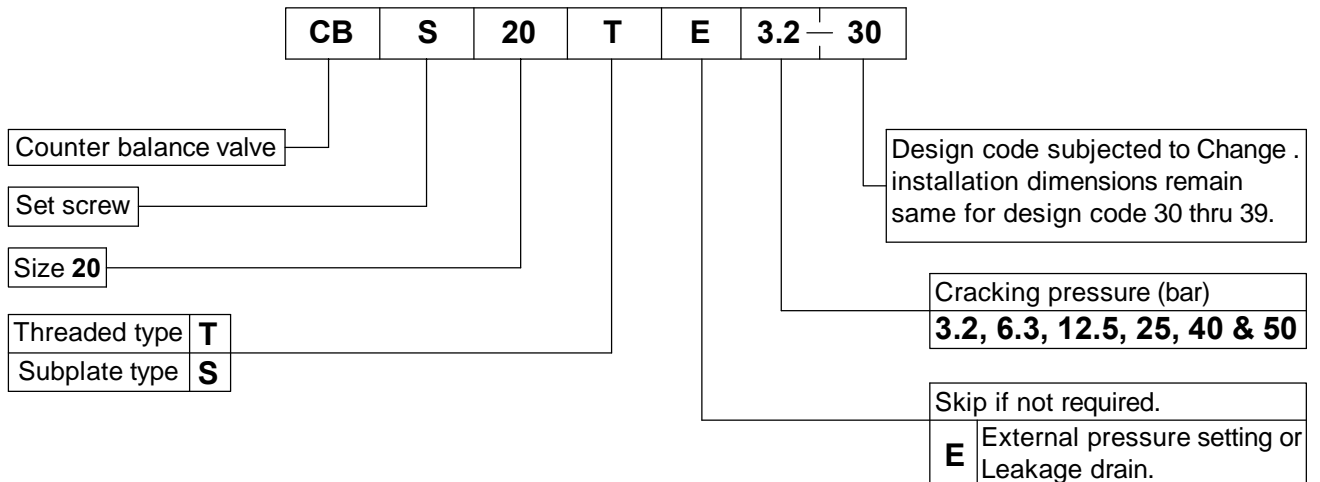 CB S 20 T E 3.2 — 30
Counter balance valve
Set screw
Size 20
Threaded type T
Subplate type S
Design code subjected to Change .
installation dimensions remain
same for design code 30 thru 39.
Cracking pressure (bar)
3.2, 6.3, 12.5, 25, 40 & 50
Skip if not required.
E External pressure setting or
Leakage drain.